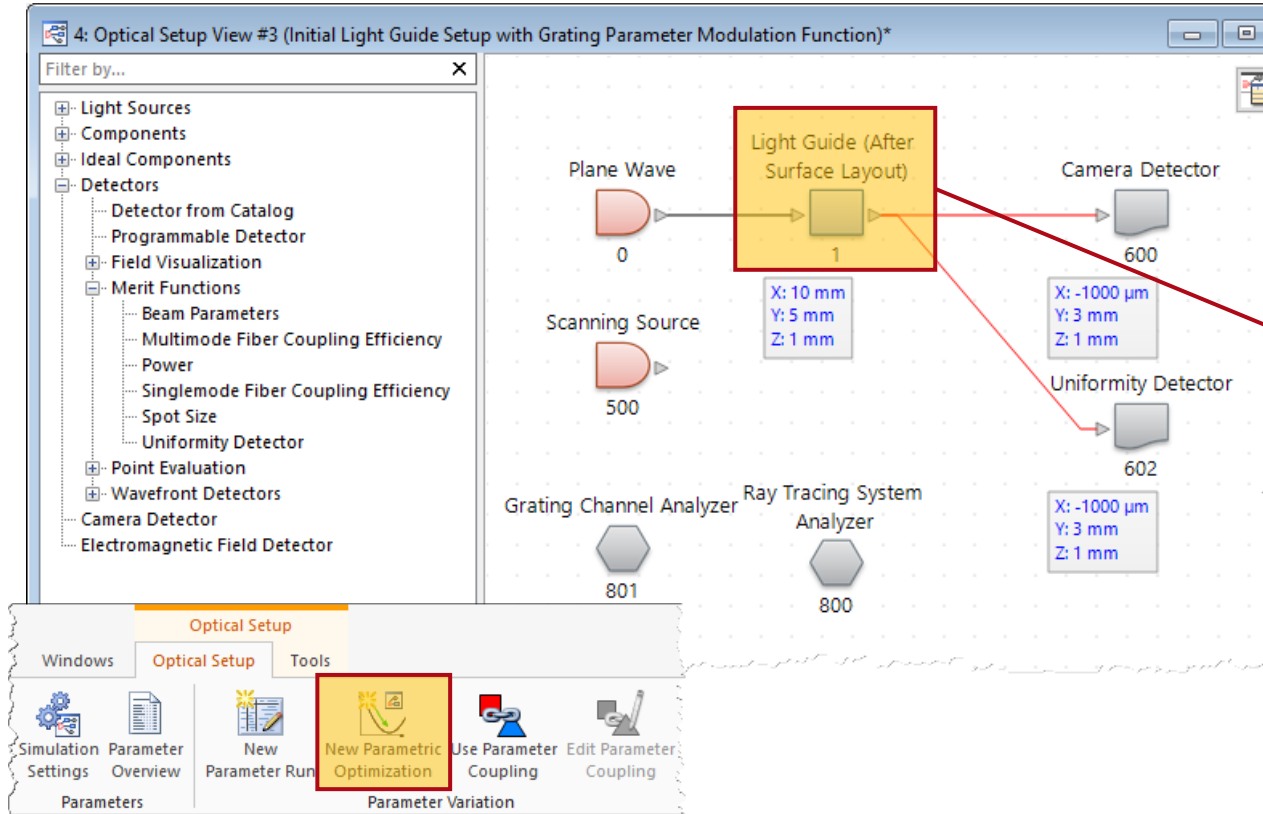 4: Optical Setup View #3 (Initial Light Guide Setup with Grating Parameter Modulation Function)*
Filter by...
Light Sources
Components
Ideal Components
Detectors
Detector from Catalog
Programmable Detector
Field Visualization
Merit Functions
Beam Parameters
Multimode Fiber Coupling Efficiency
Power
Singlemode Fiber Coupling Efficiency
Spot Size
Uniformity Detector
Point Evaluation
Wavefront Detectors
Camera Detector
Electromagnetic Field Detector
Plane Wave
0
Light Guide (After
Surface Layout)
1
X: 10 mm
Y: 5 mm
Z: 1 mm
Camera Detector
600
X: -1000 µm
Y: 3 mm
Z: 1 mm
Scanning Source
500
Uniformity Detector
602
X: -1000 µm
Y: 3 mm
Z: 1 mm
Grating Channel Analyzer
801
Ray Tracing System
Analyzer
800
Optical Setup
Windows
Optical Setup
Tools
Simulation
Settings
Parameter
Overview
New
Parameter Run
New Parametric
Optimization
Use Parameter
Coupling
Edit Parameter
Coupling
Parameters
Parameter Variation